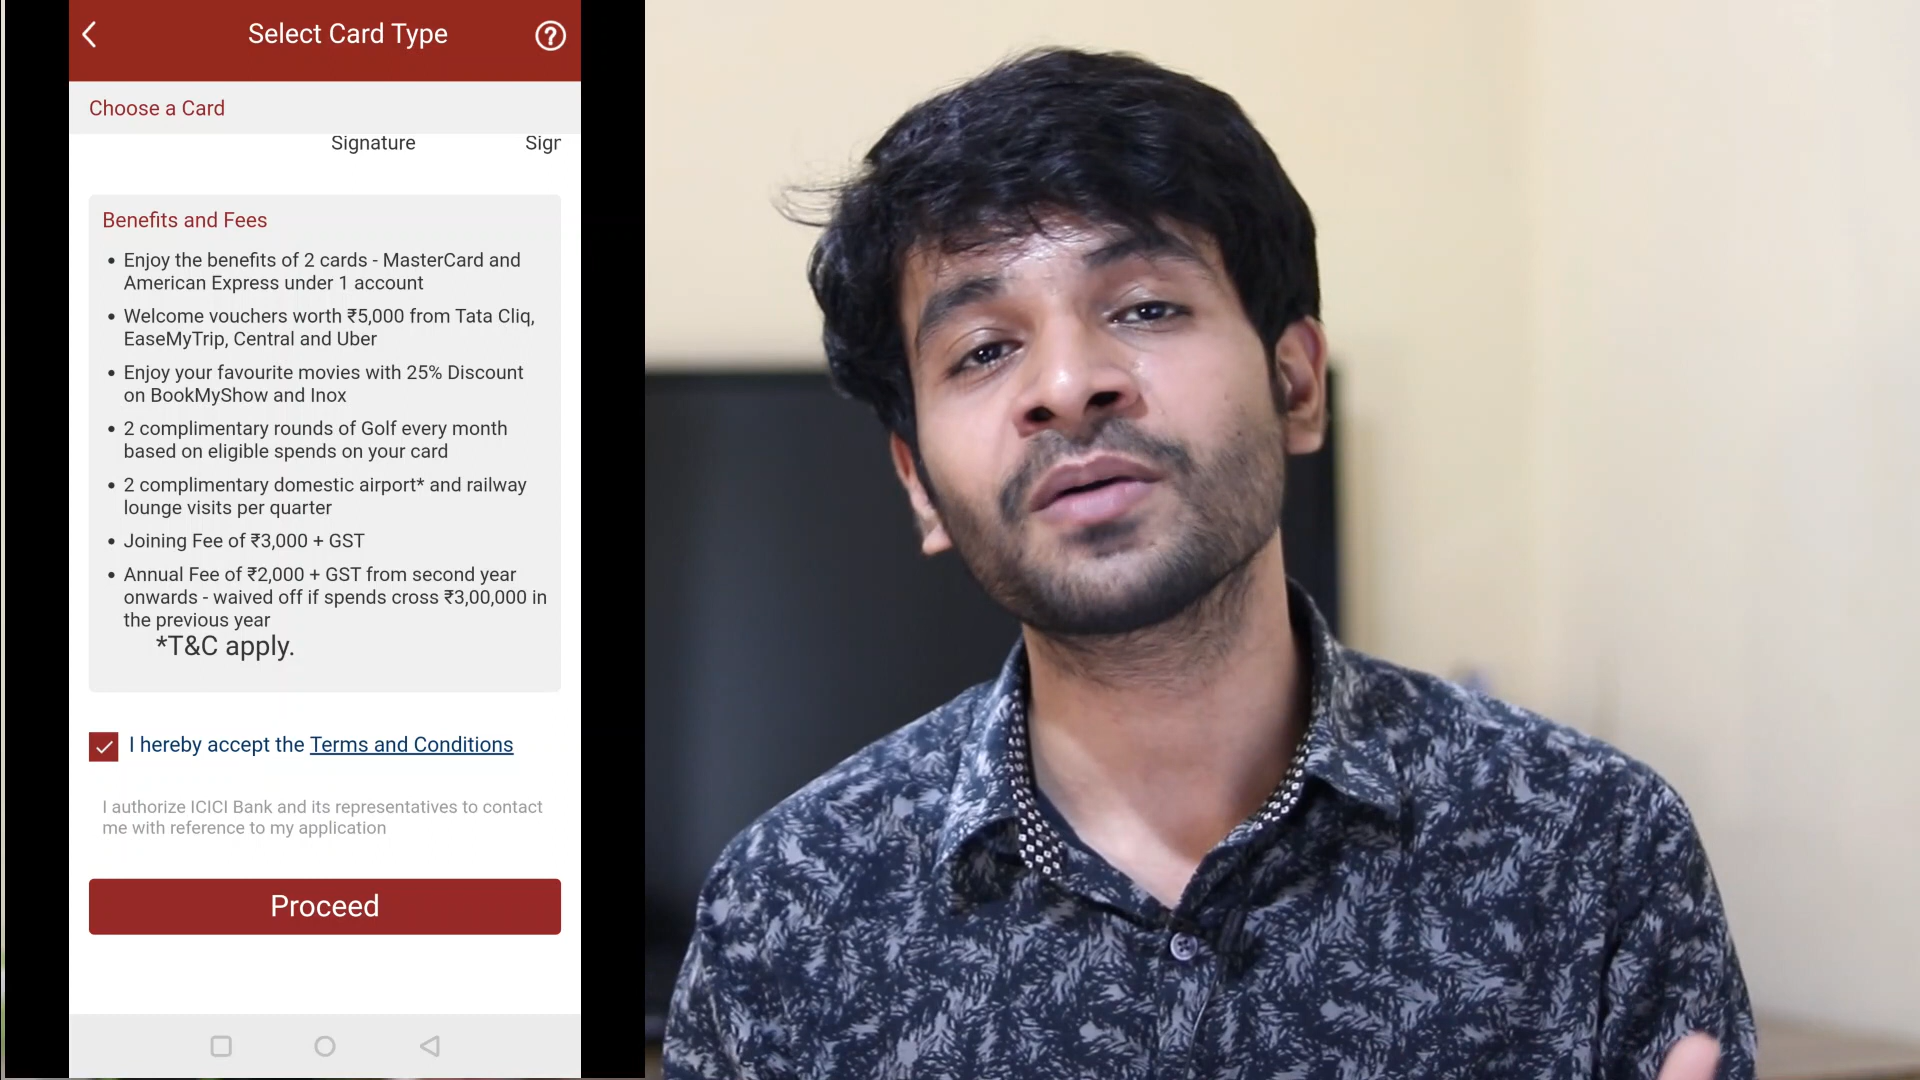 Select Card Type
Choose a Card
Signature
Sigr
Benefits and Fees
• Enjoy the benefits of 2 cards - MasterCard and
American Express under 1 account
• Welcome vouchers worth ₹5,000 from Tata Cliq,
EaseMyTrip, Central and Uber
• Enjoy your favourite movies with 25% Discount
on BookMyShow and Inox
• 2 complimentary rounds of Golf every month
based on eligible spends on your card
• 2 complimentary domestic airport* and railway
lounge visits per quarter
• Joining Fee of ₹3,000 + GST
• Annual Fee of ₹2,000 + GST from second year
onwards - waived off if spends cross ₹3,00,000 in
the previous year
*T&C apply.
I hereby accept the Terms and Conditions
I authorize ICICI Bank and its representatives to contact
me with reference to my application
Proceed